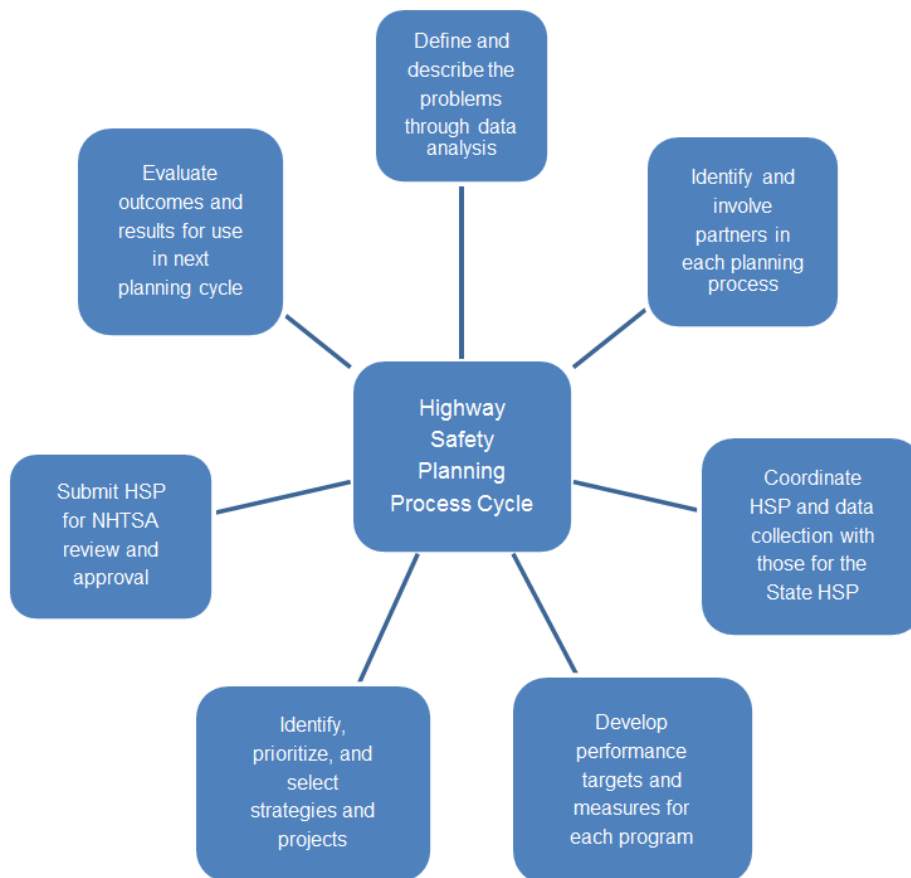 Define and
describe the
problems
through data
analysis
Identify and
involve
partners in
each planning
process
Coordinate
HSP and data
collection with
those for the
State HSP
Develop
performance
targets and
measures for
each program
Identify,
prioritize, and
select
strategies and
projects
Submit HSP
for NHTSA
review and
approval
Evaluate
outcomes and
results for use
in next
planning cycle
Highway
Safety
Planning
Process Cycle